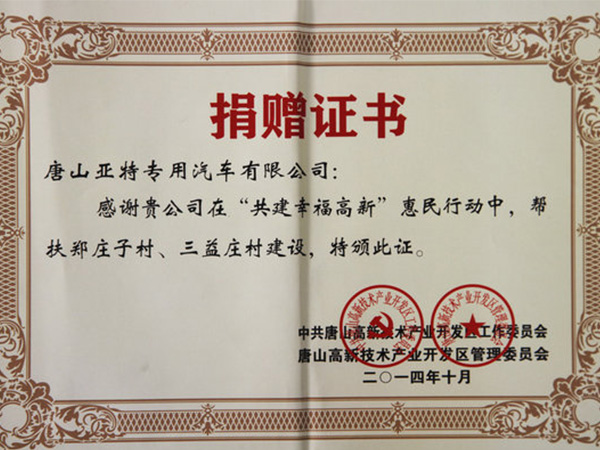 捐赠证书
唐山亚特专用汽车有限公司：
感谢贵公司在“共建幸福高新”惠民行动中，帮
扶郑庄子村、三益庄村建设，特颁此证。
中共唐山高新技术产业开发区工作委员会
唐山高新技术产业开发区管理委员会
二〇一四年十月